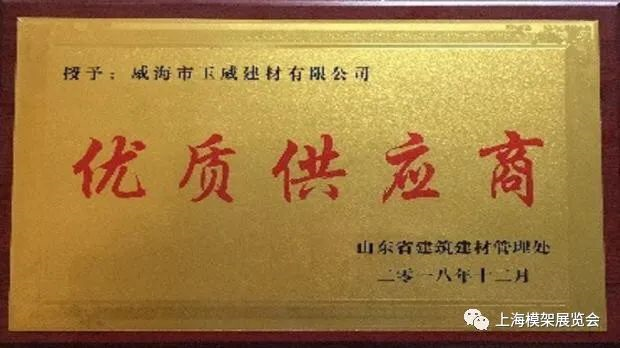 授予：威海市玉威建材有限公司
优质供应商
山东省建筑建材管理处
二零一八年十二月
上海模架展览会